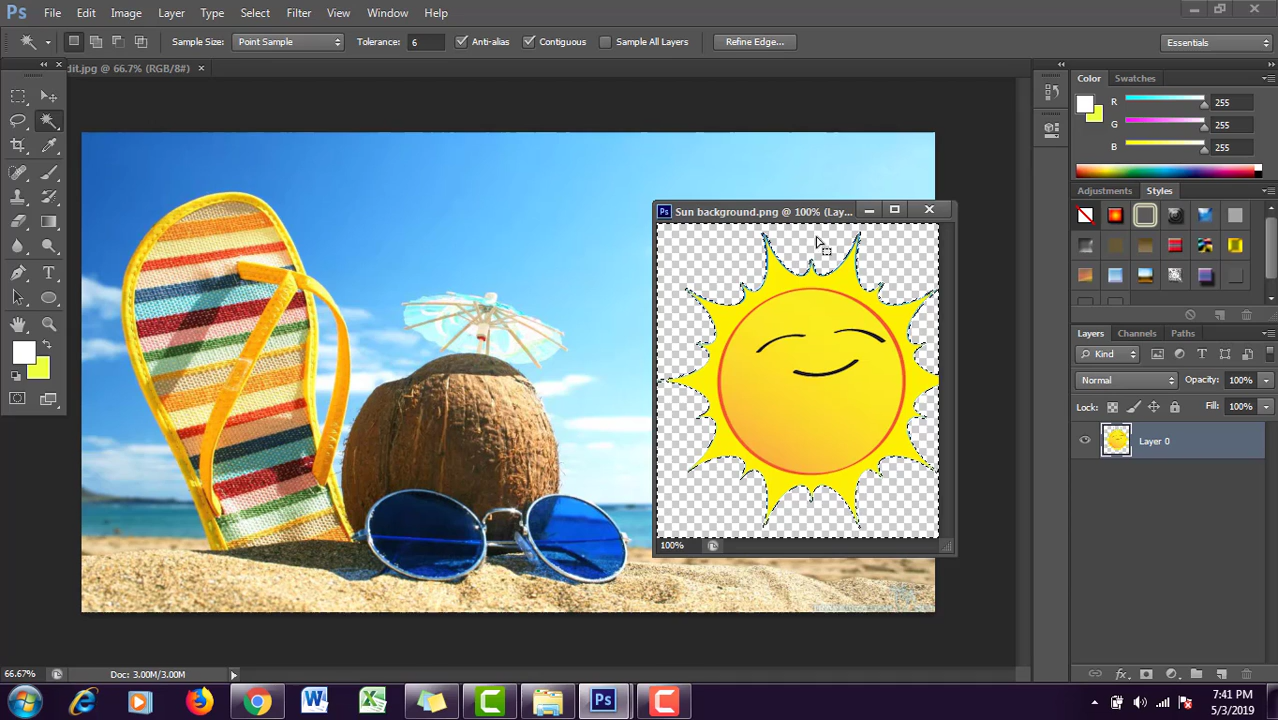 Ps File Edit Image Layer Type Select Filter View Window Help
Sample Size: Point Sample Tolerance: 6 Anti-alias Contiguous Sample All Layers Refine Edge... Essentials
dit.jpg @ 66.7% (RGB/8#) ×
Color Swatches
R 255
G 255
B 255
Adjustments Styles
Ps Sun background.png @ 100% (Lay...
100%
Layers Channels Paths
Kind
Normal Opacity: 100%
Lock: Fill: 100%
Layer 0
66.67% Doc: 3.00M/3.00M
fx
Ps
7:41 PM
5/3/2019